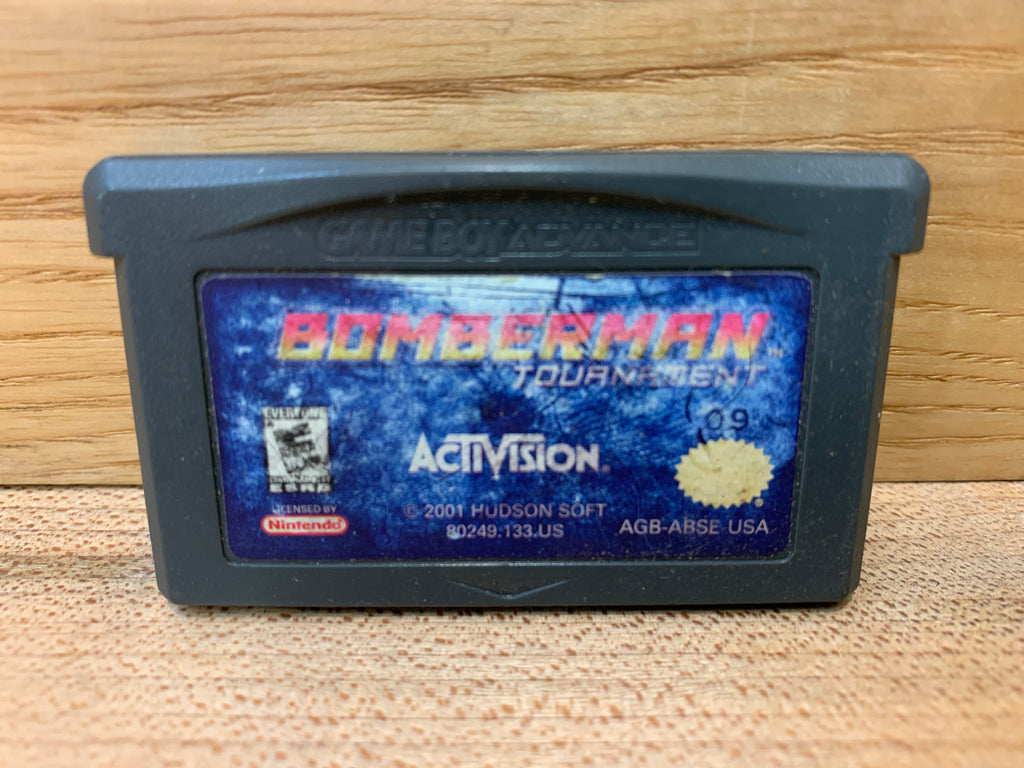 GAME BOY ADVANCE
BOMBERMAN™
TOURNAMENT
09
EVERYONE
E
ESRB
ACTIVISION®
LICENSED BY
Nintendo®
© 2001 HUDSON SOFT
80249.133.US
AGB-ABSE-USA